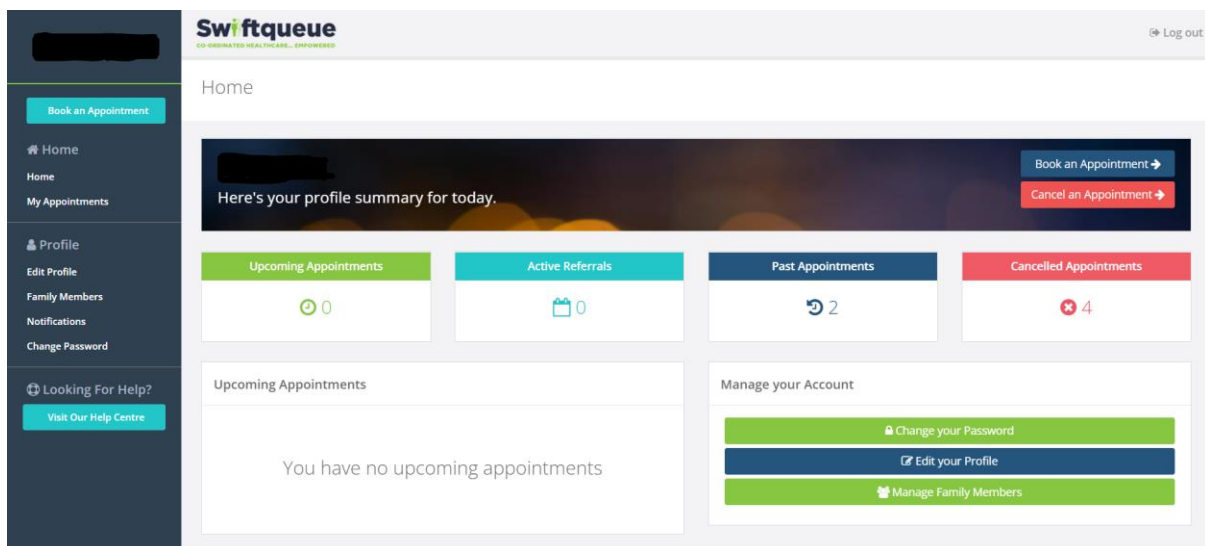 Swiftqueue
CO-ORDINATED HEALTHCARE... EMPOWERED
Log out
Book an Appointment
Home
Home
My Appointments
Profile
Edit Profile
Family Members
Notifications
Change Password
Looking For Help?
Visit Our Help Centre
Home
Here's your profile summary for today.
Book an Appointment
Cancel an Appointment
Upcoming Appointments
0
Active Referrals
0
Past Appointments
2
Cancelled Appointments
4
Upcoming Appointments
You have no upcoming appointments
Manage your Account
Change your Password
Edit your Profile
Manage Family Members